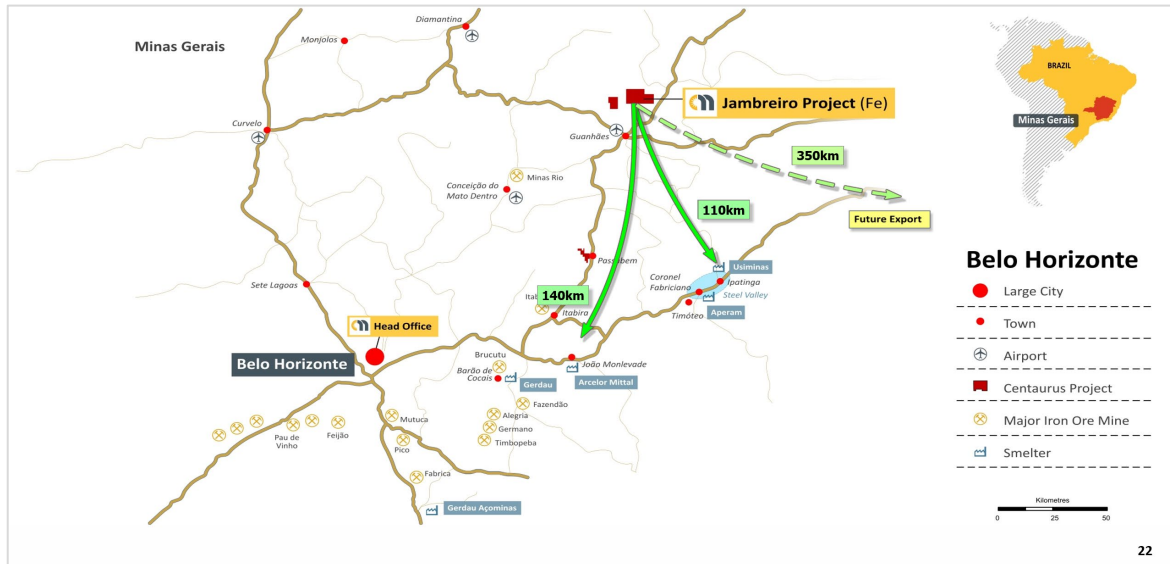 Diamantina
Monjolos
Minas Gerais
BRAZIL
Minas Gerais
Jambreiro Project (Fe)
Curvelo
Guanhães
350km
Minas Rio
Conceição do
Mato Dentro
110km
Future Export
Passabem
Usiminas
Coronel
Fabriciano
Ipatinga
Steel Valley
Timóteo
Aperam
Sete Lagoas
140km
Itabira
Head Office
Belo Horizonte
Brucutu
Barão de
Cocais
Gerdau
João Monlevade
Arcelor Mittal
Fazendão
Alegria
Germano
Timbopeba
Mutuca
Pau de
Vinho
Feijão
Pico
Fabrica
Gerdau Açominas
Belo Horizonte
Large City
Town
Airport
Centaurus Project
Major Iron Ore Mine
Smelter
Kilometres
0 25 50
22